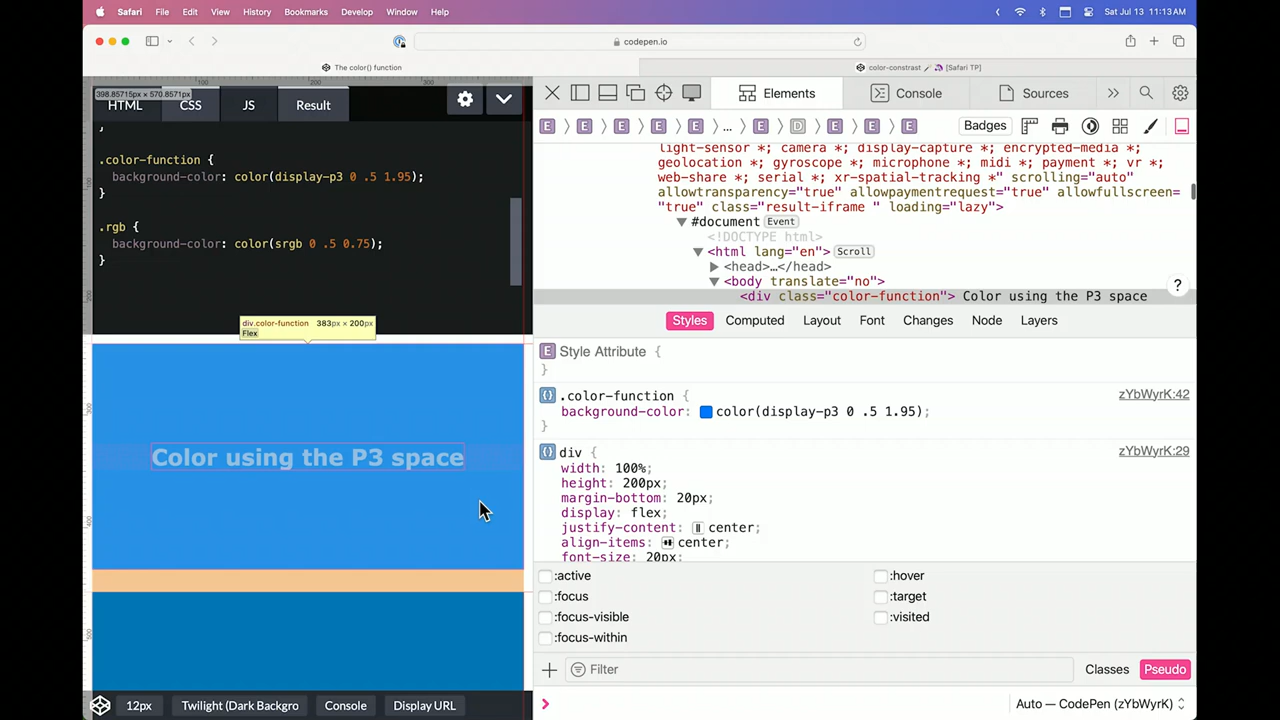 Safari File Edit View History Bookmarks Develop Window Help Sat Jul 13 11:13 AM
codepen.io
The color() function
color-constrast 🪄 🦄 [Safari TP]
100 200 300
398.85715px × 570.8571px
HTML CSS JS Result
}
.color-function {
background-color: color(display-p3 0 .5 1.95);
}
.rgb {
background-color: color(srgb 0 .5 0.75);
}
div.color-function 383px × 200px
Flex
Color using the P3 space
12px Twilight (Dark Backgro Console Display URL
Elements Console Sources
E E E E E … E D E E E Badges
light-sensor *; camera *; display-capture *; encrypted-media *;
geolocation *; gyroscope *; microphone *; midi *; payment *; vr *;
web-share *; serial *; xr-spatial-tracking *" scrolling="auto"
allowtransparency="true" allowpaymentrequest="true" allowfullscreen=
"true" class="result-iframe " loading="lazy">
#document Event
<!DOCTYPE html>
<html lang="en"> Scroll
<head>…</head>
<body translate="no">
<div class="color-function"> Color using the P3 space
?
Styles Computed Layout Font Changes Node Layers
E Style Attribute {
}
.color-function { zYbWyrK:42
background-color: color(display-p3 0 .5 1.95);
}
div { zYbWyrK:29
width: 100%;
height: 200px;
margin-bottom: 20px;
display: flex;
justify-content: center;
align-items: center;
font-size: 20px;
:active :hover
:focus :target
:focus-visible :visited
:focus-within
Filter Classes Pseudo
Auto — CodePen (zYbWyrK)